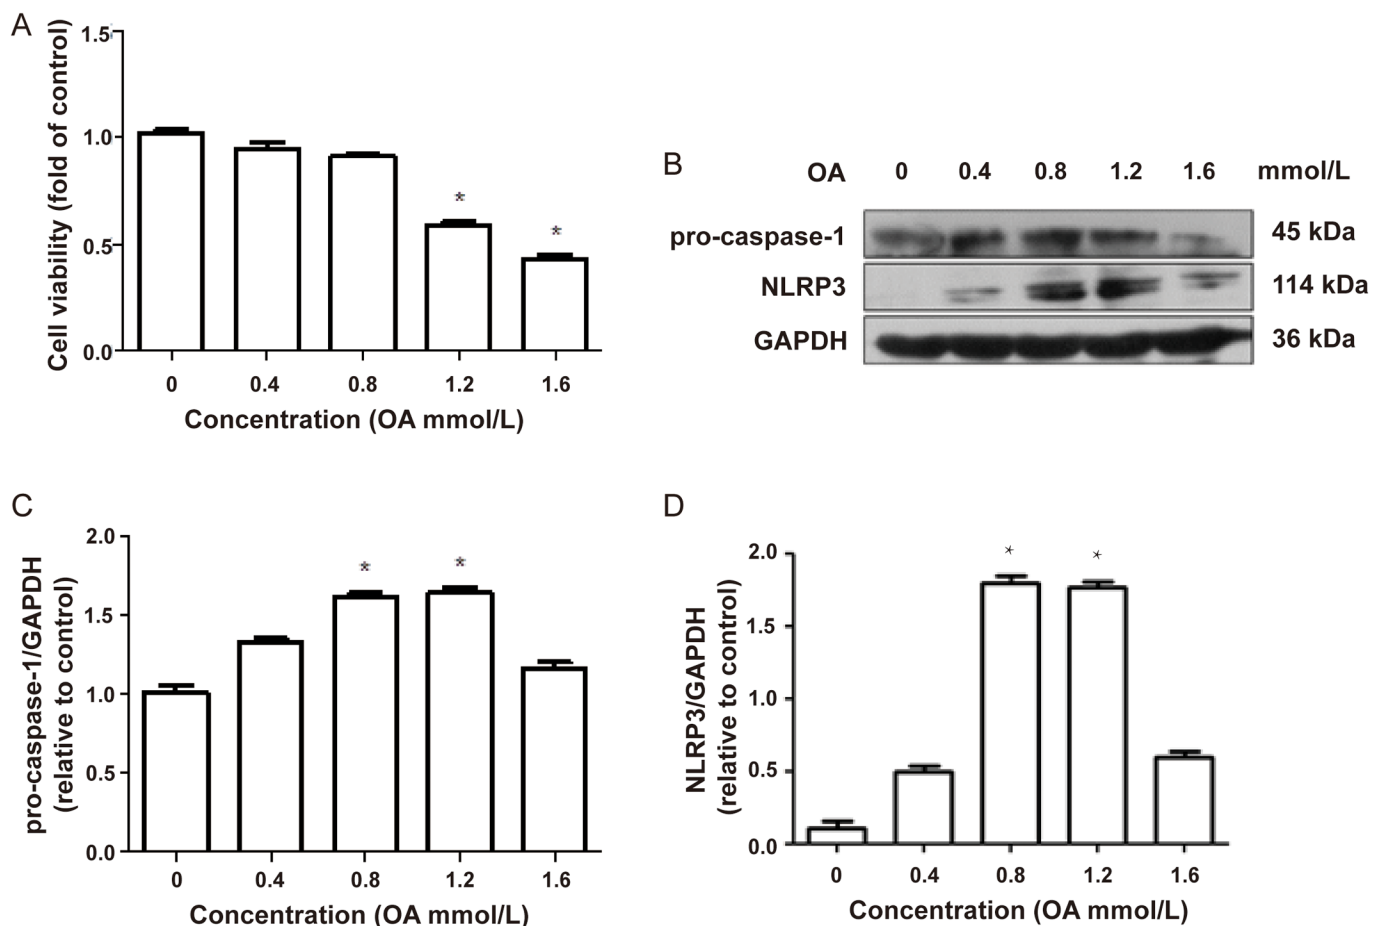 A
Cell viability (fold of control)
1.5
1.0
0.5
0.0
*
*
0 0.4 0.8 1.2 1.6
Concentration (OA mmol/L)
B
OA 0 0.4 0.8 1.2 1.6 mmol/L
pro-caspase-1 45 kDa
NLRP3 114 kDa
GAPDH 36 kDa
C
pro-caspase-1/GAPDH
(relative to control)
2.0
1.5
1.0
0.5
0.0
* *
0 0.4 0.8 1.2 1.6
Concentration (OA mmol/L)
D
NLRP3/GAPDH
(relative to control)
2.0
1.5
1.0
0.5
0.0
* *
0 0.4 0.8 1.2 1.6
Concentration (OA mmol/L)